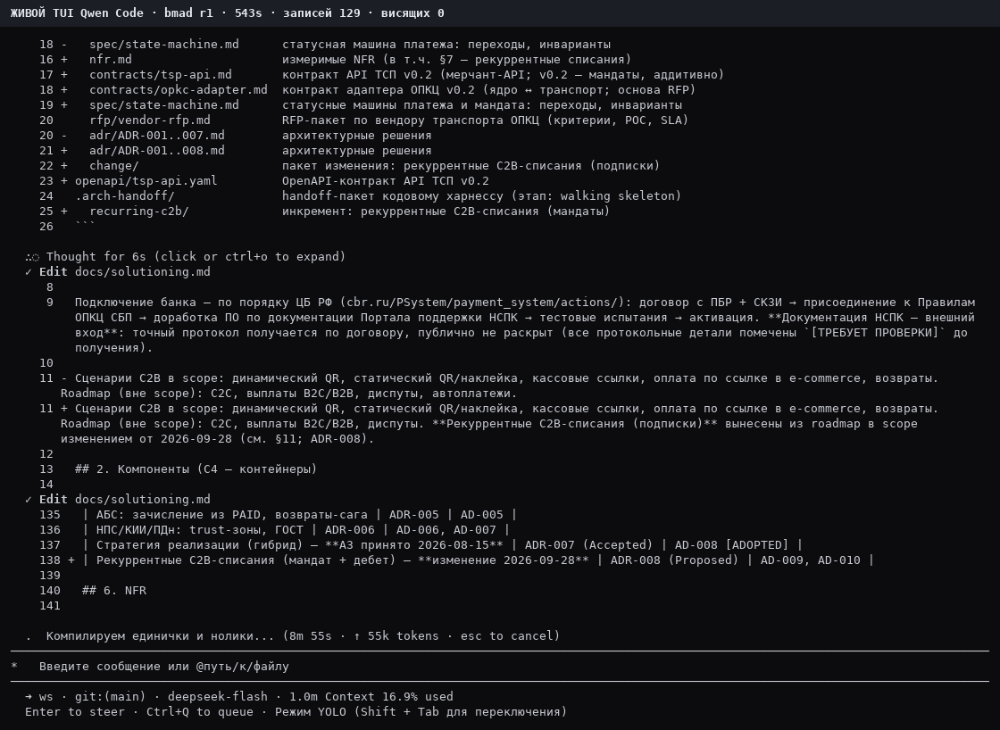 ЖИВОЙ TUI Qwen Code · bmad r1 · 543s · записей 129 · висящих 0
18 -   spec/state-machine.md      статусная машина платежа: переходы, инварианты
16 +   nfr.md                     измеримые NFR (в т.ч. §7 — рекуррентные списания)
17 +   contracts/tsp-api.md       контракт API ТСП v0.2 (мерчант-API; v0.2 — мандаты, аддитивно)
18 +   contracts/opkc-adapter.md  контракт адаптера ОПКЦ v0.2 (ядро ↔ транспорт; основа RFP)
19 +   spec/state-machine.md      статусные машины платежа и мандата: переходы, инварианты
20     rfp/vendor-rfp.md          RFP-пакет по вендору транспорта ОПКЦ (критерии, POC, SLA)
20 -   adr/ADR-001..007.md        архитектурные решения
21 +   adr/ADR-001..008.md        архитектурные решения
22 +   change/                    пакет изменения: рекуррентные C2B-списания (подписки)
23 + openapi/tsp-api.yaml         OpenAPI-контракт API ТСП v0.2
24   .arch-handoff/               handoff-пакет кодовому харнессу (этап: walking skeleton)
25 +   recurring-c2b/             инкремент: рекуррентные C2B-списания (мандаты)
26   ```
∴◌ Thought for 6s (click or ctrl+o to expand)
✓ Edit docs/solutioning.md
8
9   Подключение банка — по порядку ЦБ РФ (cbr.ru/PSystem/payment_system/actions/): договор с ПБР + СКЗИ → присоединение к Правилам
ОПКЦ СБП → доработка ПО по документации Портала поддержки НСПК → тестовые испытания → активация. **Документация НСПК — внешний
вход**: точный протокол получается по договору, публично не раскрыт (все протокольные детали помечены `[ТРЕБУЕТ ПРОВЕРКИ]` до
получения).
10
11 - Сценарии C2B в scope: динамический QR, статический QR/наклейка, кассовые ссылки, оплата по ссылке в e-commerce, возвраты.
Roadmap (вне scope): C2C, выплаты B2C/B2B, диспуты, автоплатежи.
11 + Сценарии C2B в scope: динамический QR, статический QR/наклейка, кассовые ссылки, оплата по ссылке в e-commerce, возвраты.
Roadmap (вне scope): C2C, выплаты B2C/B2B, диспуты. **Рекуррентные C2B-списания (подписки)** вынесены из roadmap в scope
изменением от 2026-09-28 (см. §11; ADR-008).
12
13   ## 2. Компоненты (C4 — контейнеры)
14
✓ Edit docs/solutioning.md
135   | АБС: зачисление из PAID, возвраты-сага | ADR-005 | AD-005 |
136   | НПС/КИИ/ПДн: trust-зоны, ГОСТ | ADR-006 | AD-006, AD-007 |
137   | Стратегия реализации (гибрид) — **A3 принято 2026-08-15** | ADR-007 (Accepted) | AD-008 [ADOPTED] |
138 + | Рекуррентные C2B-списания (мандат + дебет) — **изменение 2026-09-28** | ADR-008 (Proposed) | AD-009, AD-010 |
139
140   ## 6. NFR
141
.  Компилируем единички и нолики... (8m 55s · ↑ 55k tokens · esc to cancel)
*   Введите сообщение или @путь/к/файлу
➜ ws · git:(main) · deepseek-flash · 1.0m Context 16.9% used
Enter to steer · Ctrl+Q to queue · Режим YOLO (Shift + Tab для переключения)